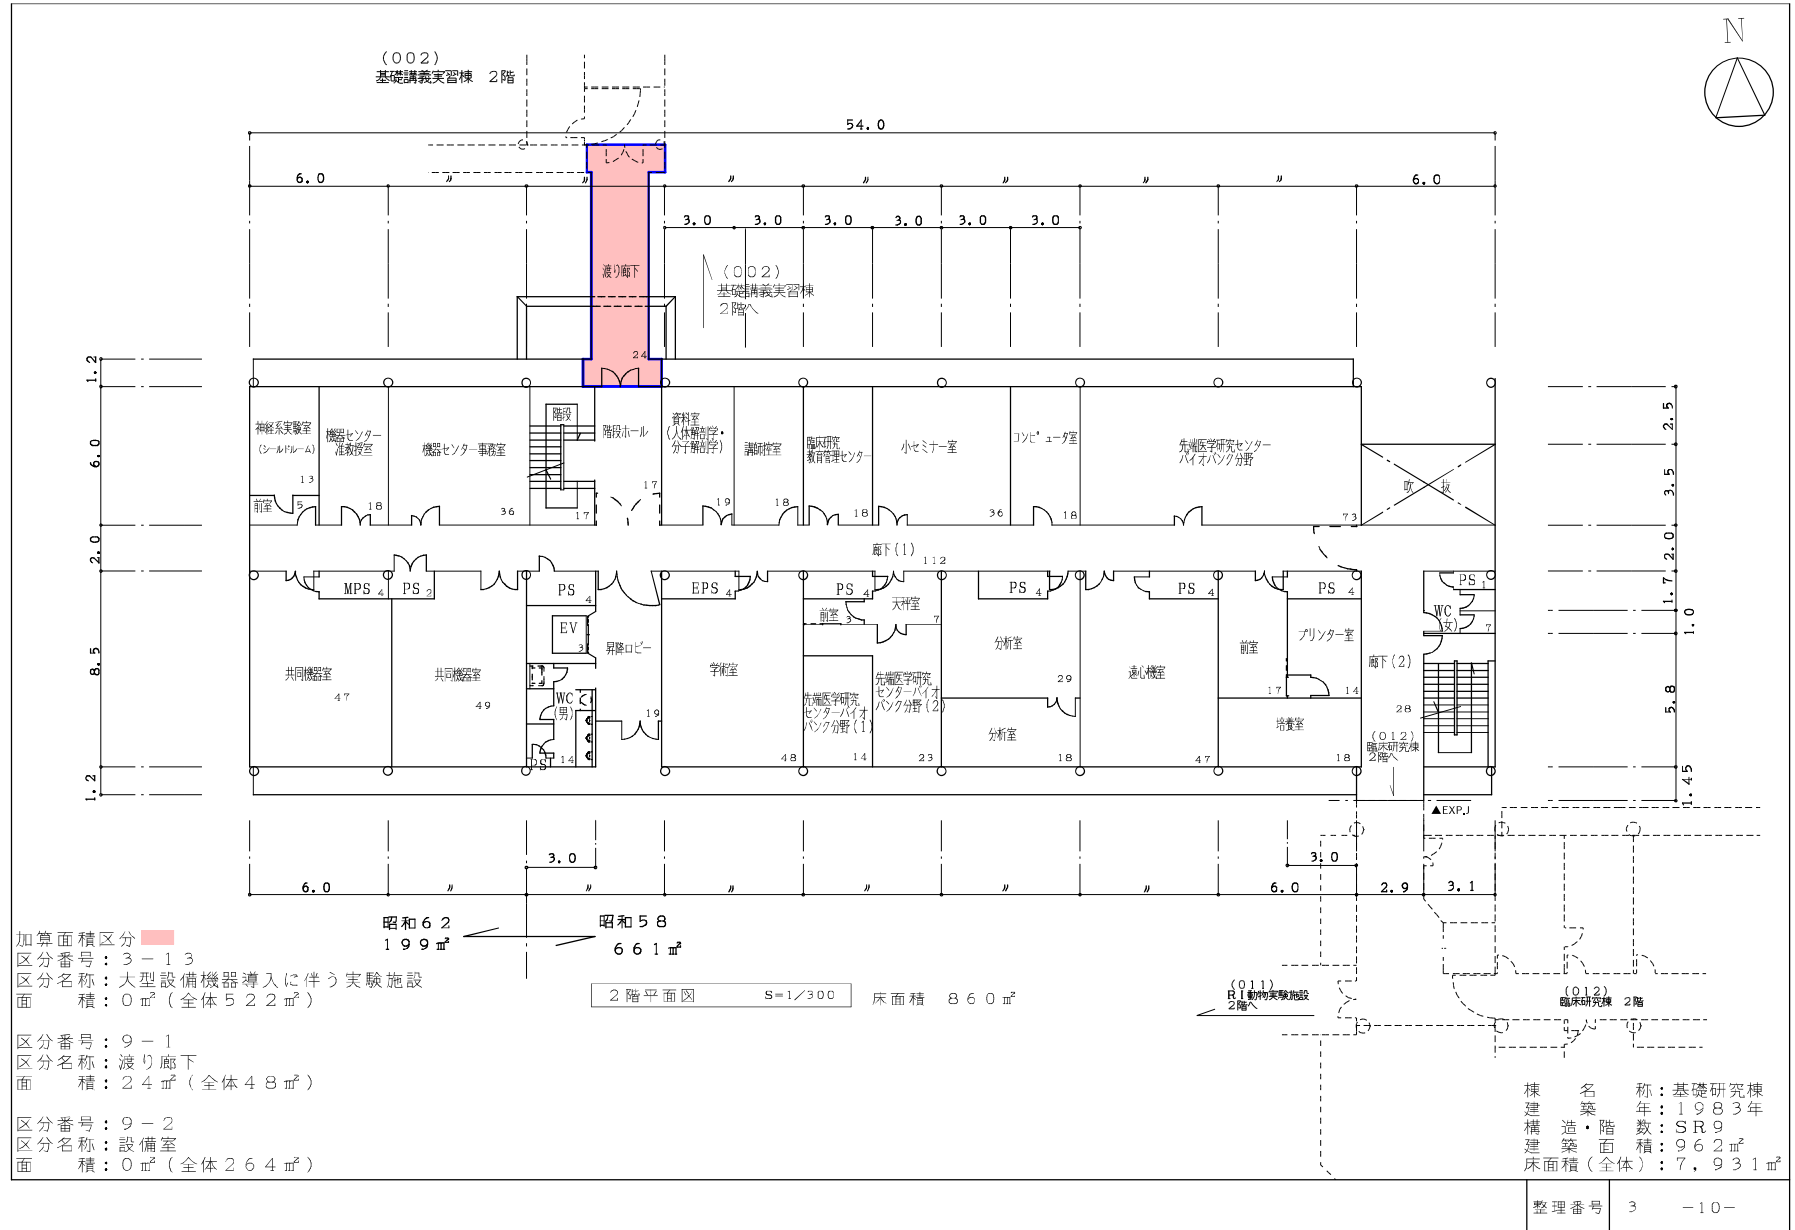 (002)
基礎講義実習棟 2階
N
54.0
6.0
〃
〃
〃
〃
〃
〃
〃
6.0
3.0
3.0
3.0
3.0
3.0
3.0
渡り廊下
(002)
基礎講義実習棟
2階へ
24
1.2
6.0
2.0
8.5
1.2
2.5
3.5
2.0
1.7
1.0
5.8
1.45
神経系実験室
(シールドルーム)
13
前室
5
機器センター
准教授室
18
機器センター事務室
36
階段
17
階段ホール
17
資料室
(人体解剖学・
分子解剖学)
19
講師控室
18
臨床研究
教育管理センター
18
小セミナー室
36
コンピュータ室
18
先端医学研究センター
バイオバンク分野
73
吹 抜
廊下(1)
112
MPS 4
PS 2
PS
4
EPS 4
PS 4
PS 4
PS 4
PS
4
PS 1
EV
3
昇降ロビー
19
前室
3
天秤室
7
WC
(女)
7
共同機器室
47
共同機器室
49
WC
(男)
PS
14
学術室
48
先端医学研究
センターバイオ
バンク分野(1)
14
先端医学研究
センターバイオ
バンク分野(2)
23
分析室
29
分析室
18
遠心機室
47
前室
17
プリンター室
14
培養室
18
廊下(2)
28
(012)
臨床研究棟
2階へ
▲EXP.J
3.0
3.0
6.0
〃
〃
〃
〃
〃
〃
6.0
2.9
3.1
昭和62
199㎡
昭和58
661㎡
2階平面図 S=1/300
床面積 860㎡
(011)
RI動物実験施設
2階へ
(012)
臨床研究棟 2階
加算面積区分
区分番号：3－13
区分名称：大型設備機器導入に伴う実験施設
面 積：0㎡(全体522㎡)
区分番号：9－1
区分名称：渡り廊下
面 積：24㎡(全体48㎡)
区分番号：9－2
区分名称：設備室
面 積：0㎡(全体264㎡)
棟 名 称：基礎研究棟
建 築 年：1983年
構 造・階 数：SR9
建 築 面 積：962㎡
床面積(全体)：7,931㎡
整理番号 3 －10－